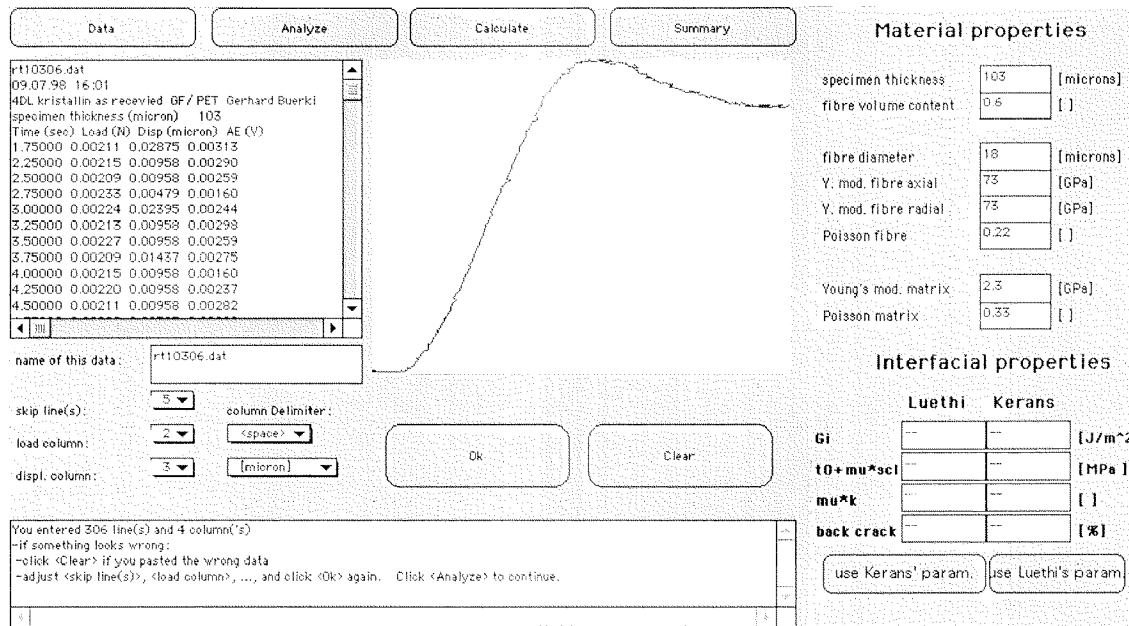 Data
Analyze
Calculate
Summary
rt10306.dat
09.07.98 16:01
4DL kristallin as recevied GF/PET Gerhard Buerki
specimen thickness (micron) 103
Time (sec) Load (N) Disp (micron) AE (V)
1.75000 0.00211 0.02875 0.00313
2.25000 0.00215 0.00958 0.00290
2.50000 0.00209 0.00958 0.00259
2.75000 0.00233 0.00479 0.00160
3.00000 0.00224 0.02395 0.00244
3.25000 0.00213 0.00958 0.00298
3.50000 0.00227 0.00958 0.00259
3.75000 0.00209 0.01437 0.00275
4.00000 0.00215 0.00958 0.00160
4.25000 0.00220 0.00958 0.00237
4.50000 0.00211 0.00958 0.00282
name of this data: rt10306.dat
skip line(s): 5
column Delimiter:
load column: 2 <space>
displ. column: 3 [micron]
Ok
Clear
You entered 306 line(s) and 4 column('s)
-if something looks wrong:
-click <Clear> if you pasted the wrong data
-adjust <skip line(s)>, <load column>, ..., and click <Ok> again. Click <Analyze> to continue.
Material properties
specimen thickness 103 [microns]
fibre volume content 0.6 [ ]
fibre diameter 18 [microns]
Y. mod. fibre axial 73 [GPa]
Y. mod. fibre radial 73 [GPa]
Poisson fibre 0.22 [ ]
Young's mod. matrix 2.3 [GPa]
Poisson matrix 0.33 [ ]
Interfacial properties
Luethi Kerans
Gi -- -- [J/m^2
t0+mu*scl -- -- [MPa ]
mu*k -- -- [ ]
back crack -- -- [%]
use Kerans' param.
use Luethi's param.